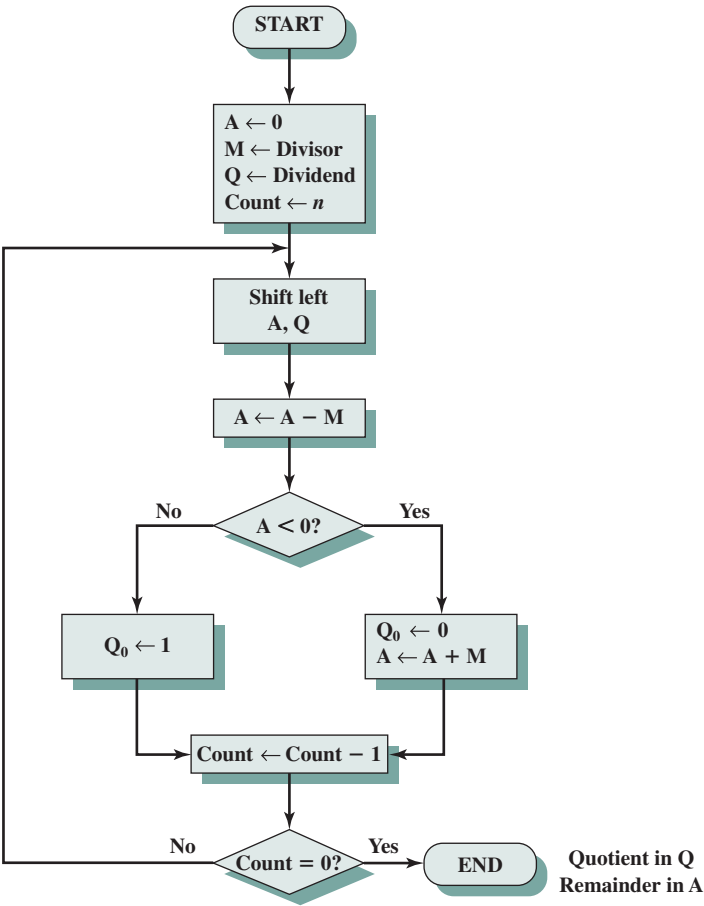 START
A ← 0
M ← Divisor
Q ← Dividend
Count ← n
Shift left
A, Q
A ← A − M
No
A < 0?
Yes
Q₀ ← 1
Q₀ ← 0
A ← A + M
Count ← Count − 1
No
Count = 0?
Yes
END
Quotient in Q
Remainder in A